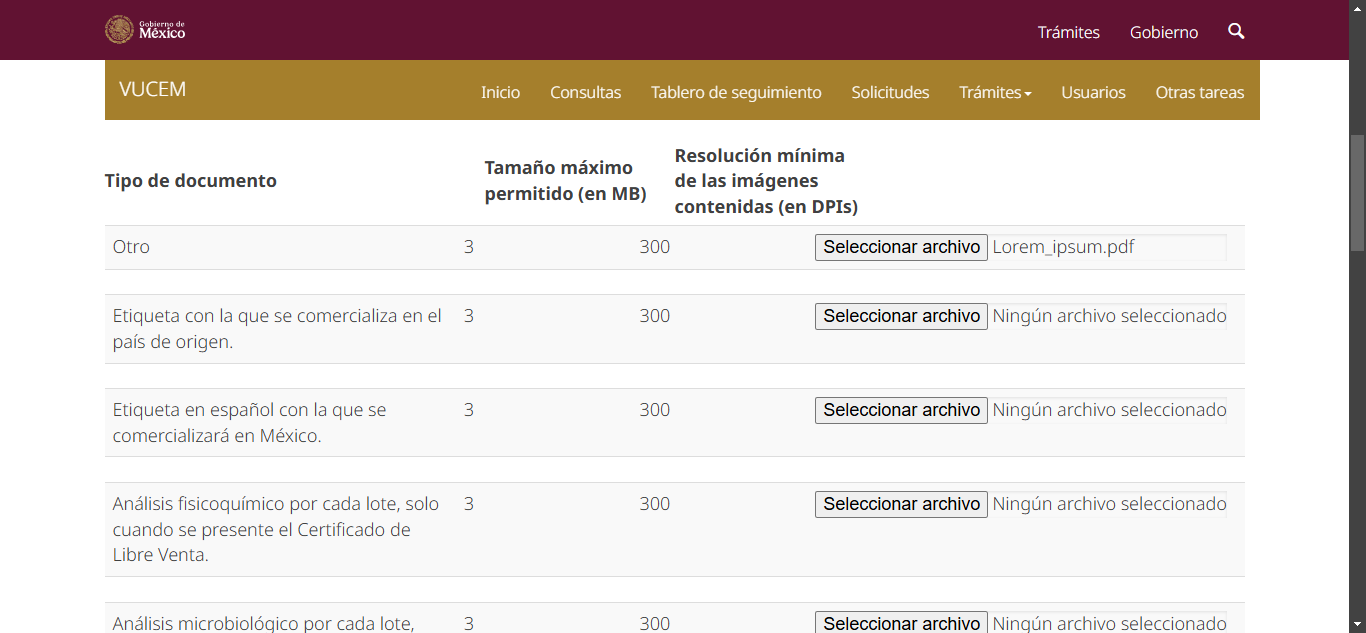 Gobierno de
México
Trámites
Gobierno
VUCEM
Inicio
Consultas
Tablero de seguimiento
Solicitudes
Trámites
Usuarios
Otras tareas
Tipo de documento
Tamaño máximo
permitido (en MB)
Resolución mínima
de las imágenes
contenidas (en DPIs)
Otro
3
300
Seleccionar archivo
Lorem_ipsum.pdf
Etiqueta con la que se comercializa en el
país de origen.
3
300
Seleccionar archivo
Ningún archivo seleccionado
Etiqueta en español con la que se
comercializará en México.
3
300
Seleccionar archivo
Ningún archivo seleccionado
Análisis fisicoquímico por cada lote, solo
cuando se presente el Certificado de
Libre Venta.
3
300
Seleccionar archivo
Ningún archivo seleccionado
Análisis microbiológico por cada lote,
3
300
Seleccionar archivo
Ningún archivo seleccionado